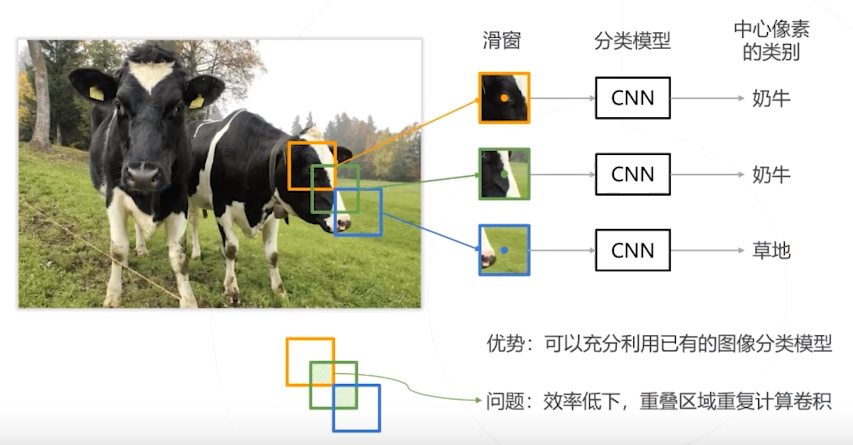 滑窗
分类模型
中心像素
的类别
CNN
奶牛
CNN
奶牛
CNN
草地
优势：可以充分利用已有的图像分类模型
问题：效率低下，重叠区域重复计算卷积